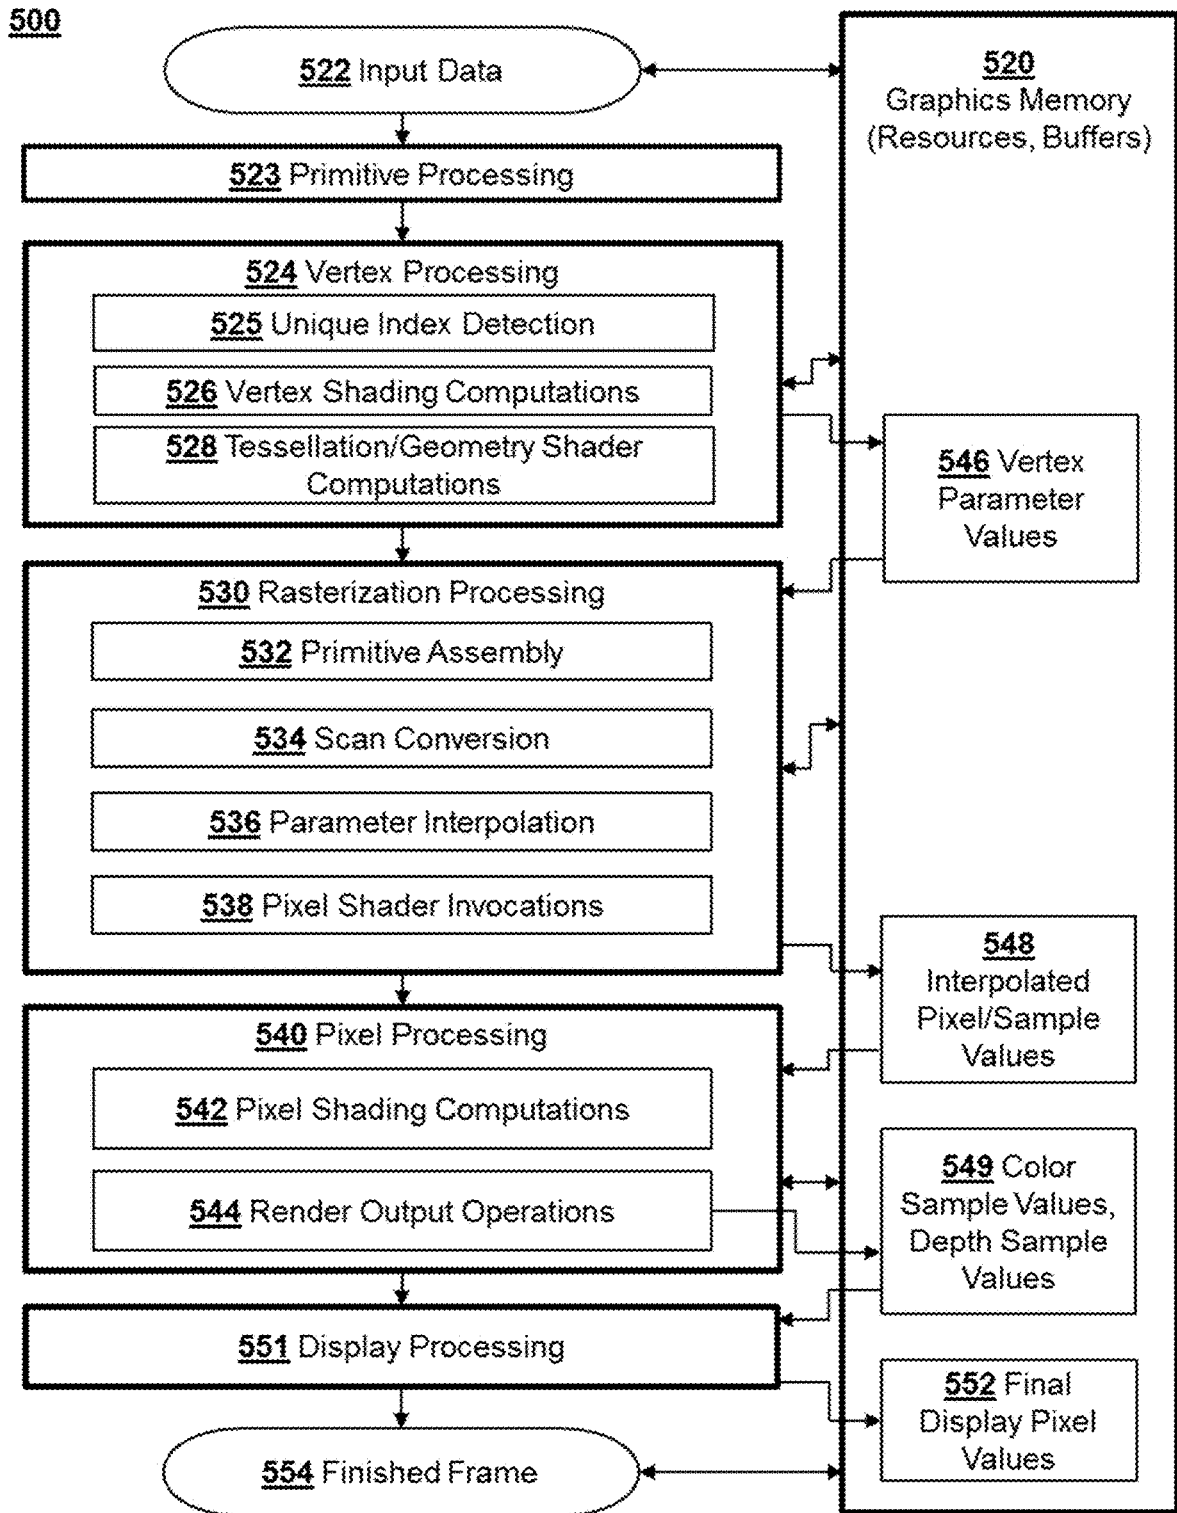 500
522 Input Data
523 Primitive Processing
524 Vertex Processing
525 Unique Index Detection
526 Vertex Shading Computations
528 Tessellation/Geometry Shader
Computations
530 Rasterization Processing
532 Primitive Assembly
534 Scan Conversion
536 Parameter Interpolation
538 Pixel Shader Invocations
540 Pixel Processing
542 Pixel Shading Computations
544 Render Output Operations
551 Display Processing
554 Finished Frame
520
Graphics Memory
(Resources, Buffers)
546 Vertex
Parameter
Values
548
Interpolated
Pixel/Sample
Values
549 Color
Sample Values,
Depth Sample
Values
552 Final
Display Pixel
Values